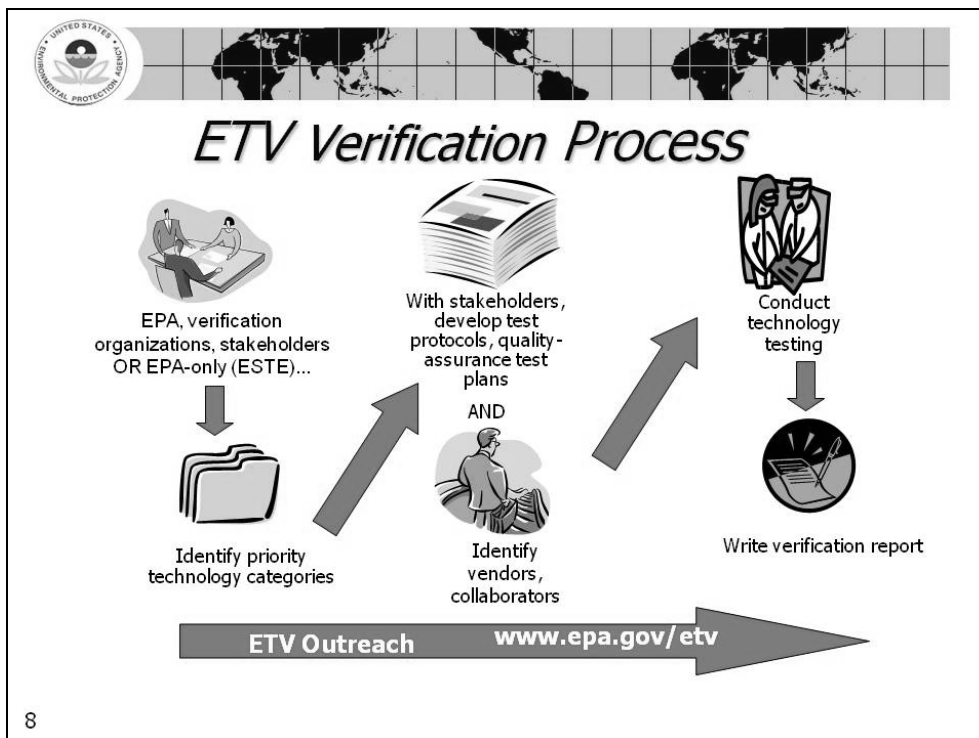 UNITED STATES
ENVIRONMENTAL PROTECTION AGENCY
ETV Verification Process
EPA, verification
organizations, stakeholders
OR EPA-only (ESTE)...
Identify priority
technology categories
With stakeholders,
develop test
protocols, quality-
assurance test
plans
AND
Identify
vendors,
collaborators
Conduct
technology
testing
Write verification report
ETV Outreach www.epa.gov/etv
8